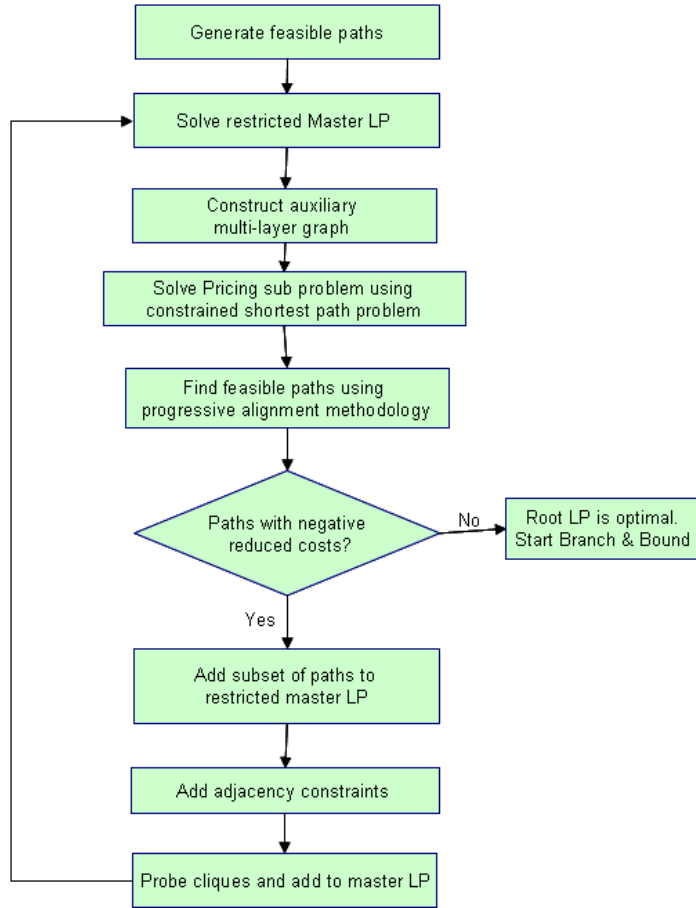 Generate feasible paths
Solve restricted Master LP
Construct auxiliary
multi-layer graph
Solve Pricing sub problem using
constrained shortest path problem
Find feasible paths using
progressive alignment methodology
Paths with negative
reduced costs?
No
Root LP is optimal.
Start Branch & Bound
Yes
Add subset of paths to
restricted master LP
Add adjacency constraints
Probe cliques and add to master LP